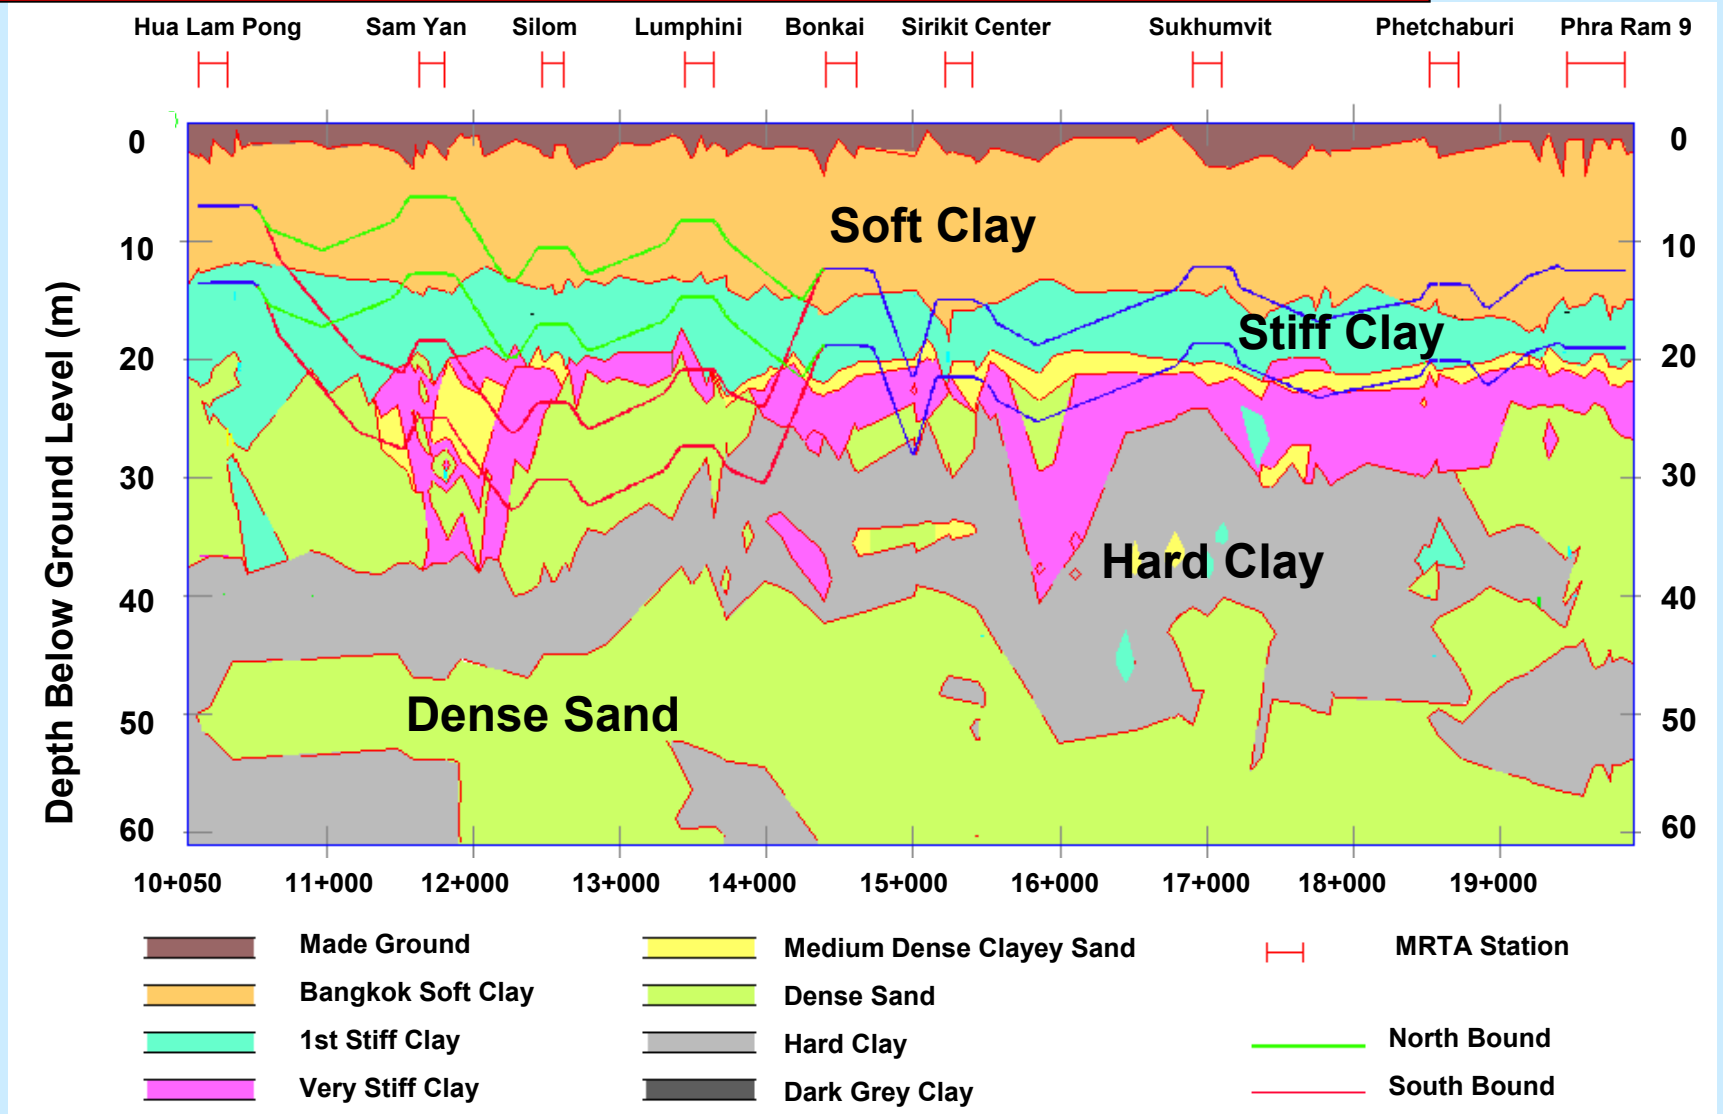 Hua Lam Pong Sam Yan Silom Lumphini Bonkai Sirikit Center Sukhumvit Phetchaburi Phra Ram 9
0 0
Soft Clay
10 10
Stiff Clay
20 20
30 30
Hard Clay
40 40
Dense Sand
50 50
60 60
Depth Below Ground Level (m)
10+050 11+000 12+000 13+000 14+000 15+000 16+000 17+000 18+000 19+000
Made Ground Medium Dense Clayey Sand MRTA Station
Bangkok Soft Clay Dense Sand
1st Stiff Clay Hard Clay North Bound
Very Stiff Clay Dark Grey Clay South Bound